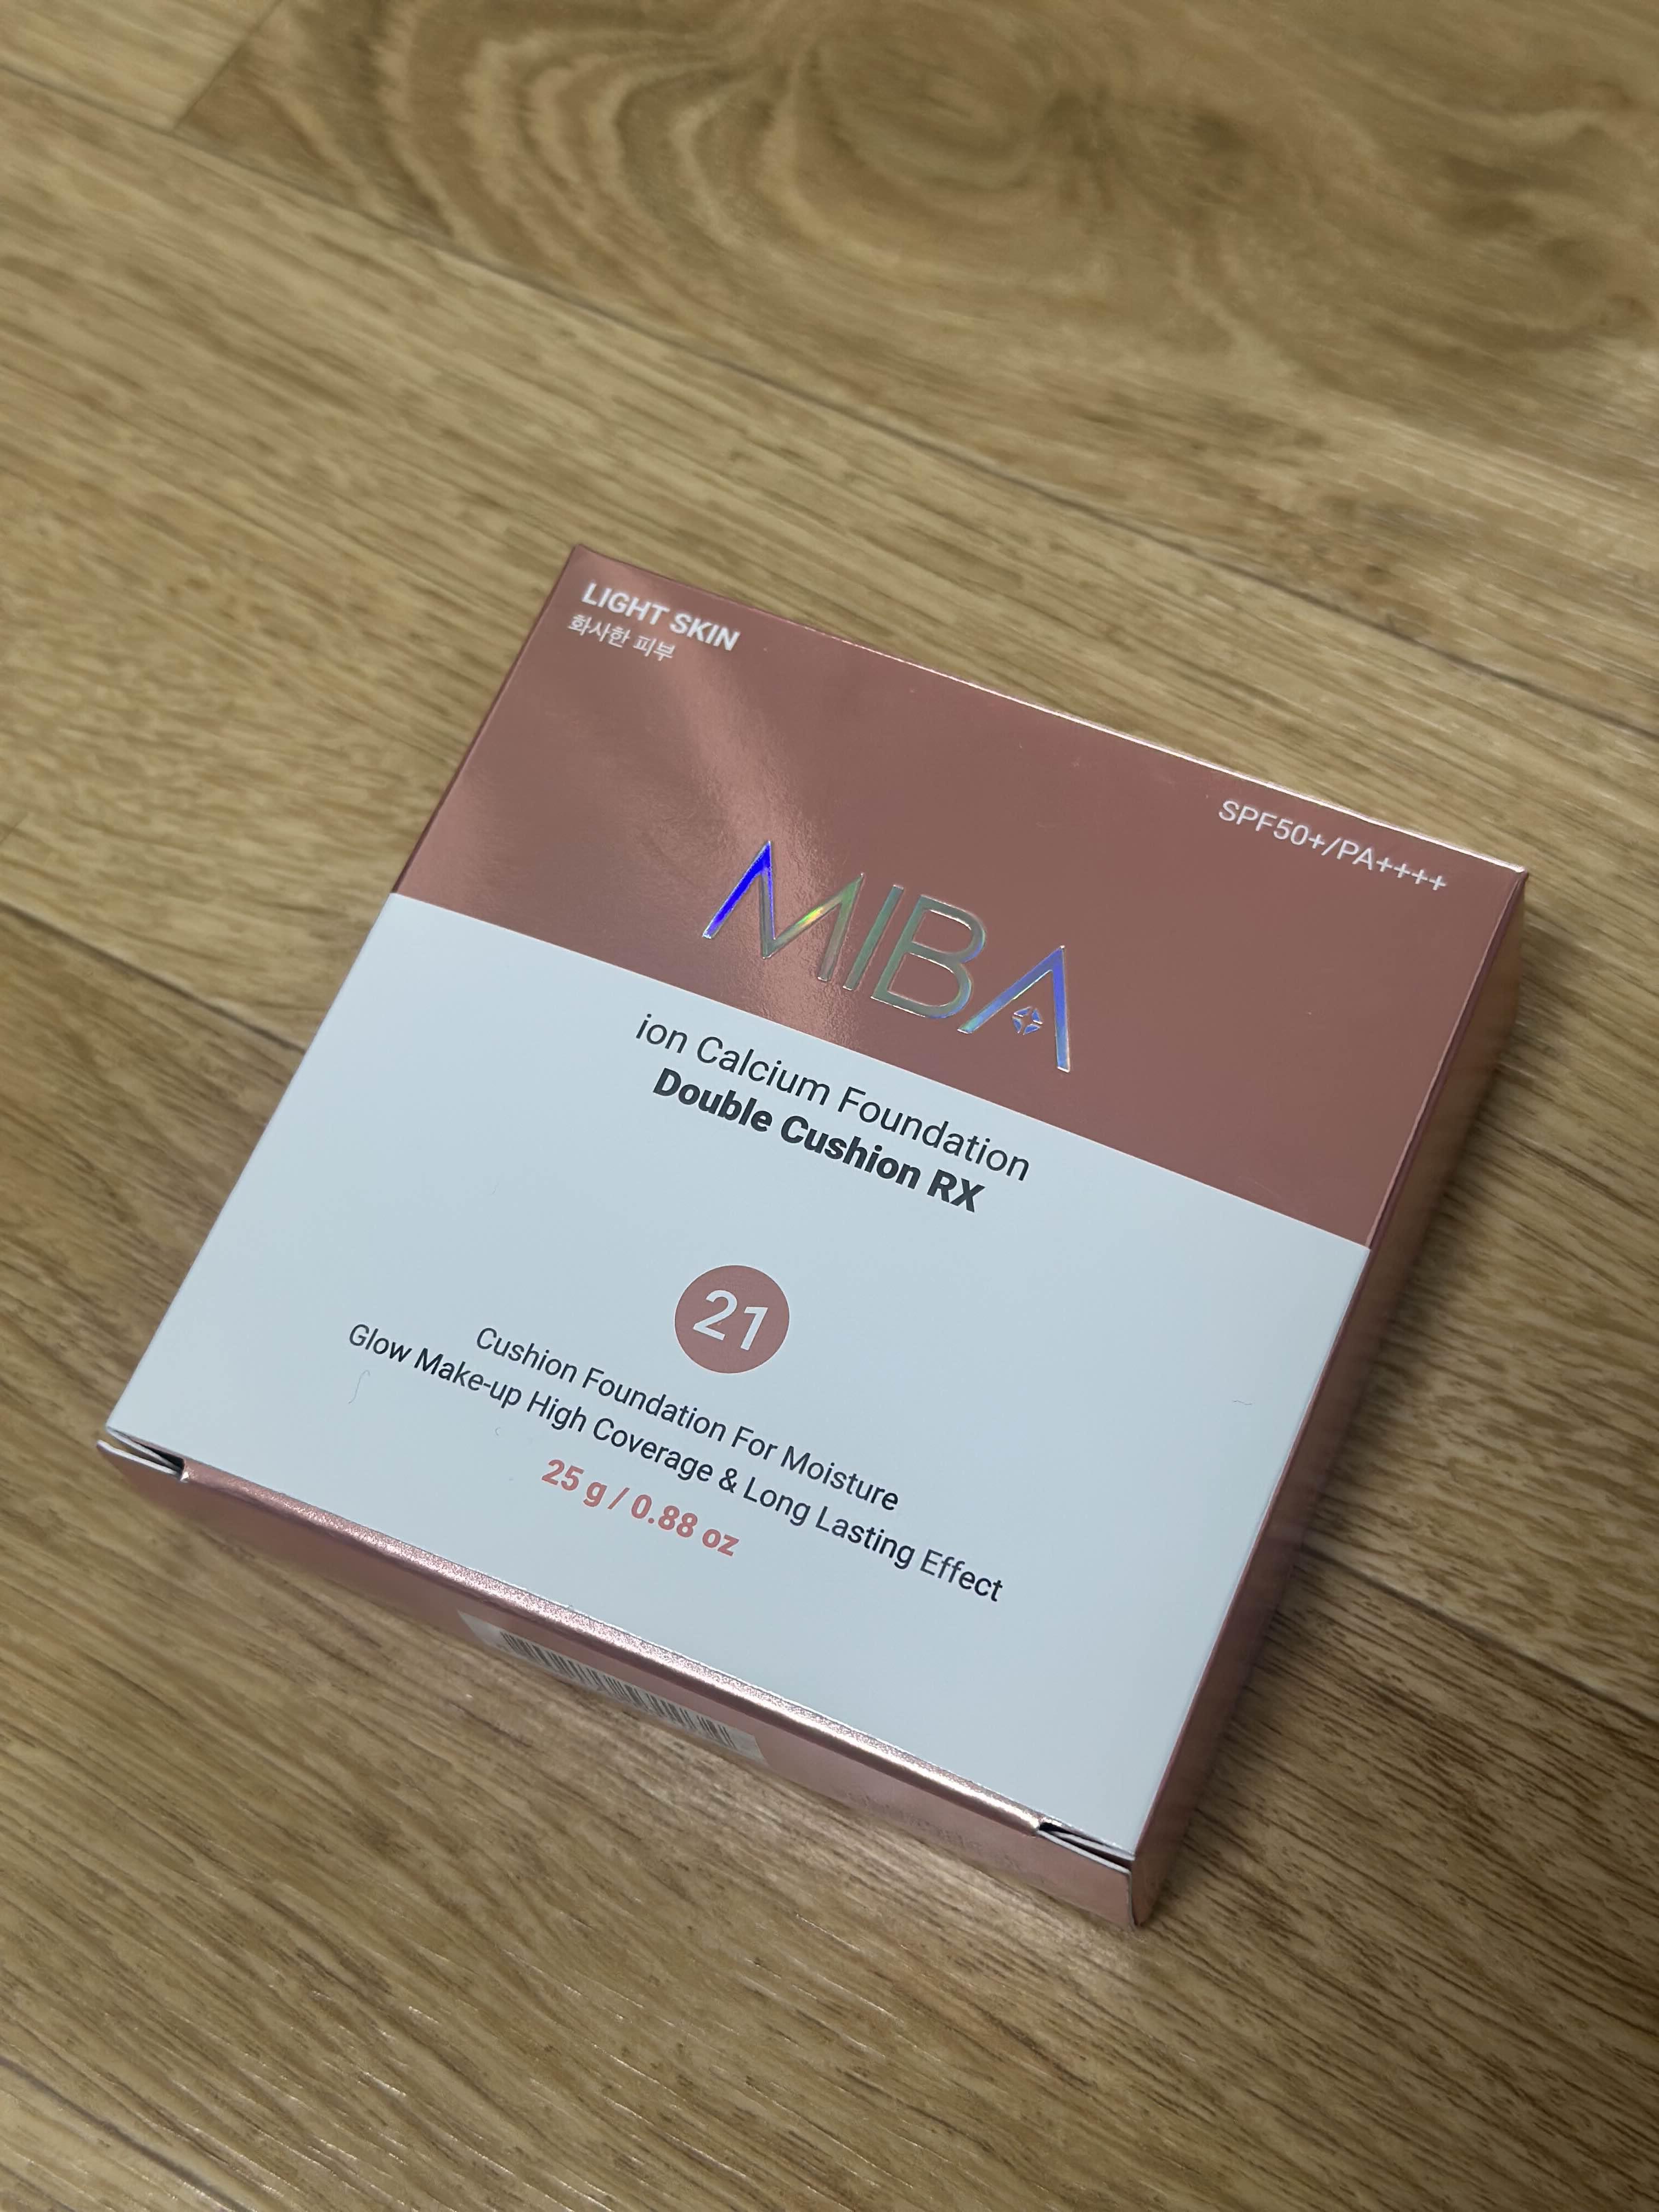 LIGHT SKIN
화사한 피부
SPF50+/PA++++
MIBA
ion Calcium Foundation
Double Cushion RX
21
Cushion Foundation For Moisture
Glow Make-up High Coverage & Long Lasting Effect
25 g / 0.88 oz